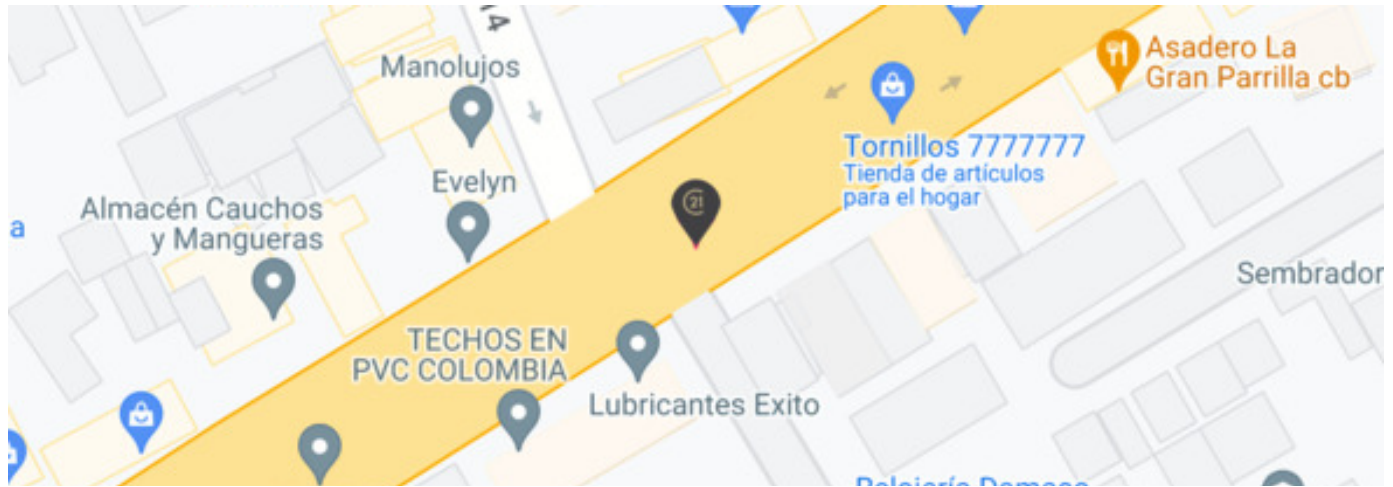 Manolujos
Asadero La
Gran Parrilla cb
Tornillos 7777777
Tienda de artículos
para el hogar
Evelyn
Almacén Cauchos
y Mangueras
21
Sembrador
TECHOS EN
PVC COLOMBIA
Lubricantes Exito
a